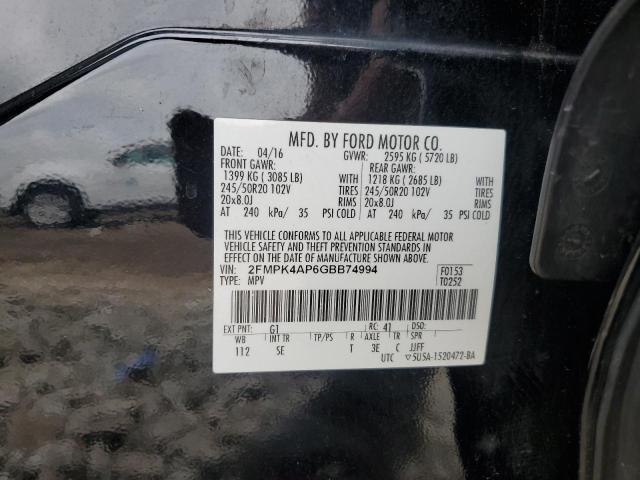 MFD. BY FORD MOTOR CO.
DATE: 04/16 GVWR: 2595 KG ( 5720 LB)
FRONT GAWR: REAR GAWR:
1399 KG ( 3085 LB) WITH 1218 KG ( 2685 LB) WITH
245/50R20 102V TIRES 245/50R20 102V TIRES
20x8.0J RIMS 20x8.0J RIMS
AT 240 kPa/ 35 PSI COLD AT 240 kPa/ 35 PSI COLD
THIS VEHICLE CONFORMS TO ALL APPLICABLE FEDERAL MOTOR
VEHICLE SAFETY AND THEFT PREVENTION STANDARDS IN
EFFECT ON THE DATE OF MANUFACTURE SHOWN ABOVE.
VIN: 2FMPK4AP6GBB74994 F0153
TYPE: MPV T0252
EXT PNT: G1 RC: 41 DSO:
WB INT TR TP/PS R AXLE TR SPR
112 SE T 3E C JJFF
UTC ▽5U5A-1520472-BA